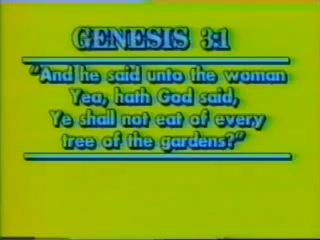 GENESIS 3:1
"And he said unto the woman
Yea, hath God said,
Ye shall not eat of every
tree of the gardens?"